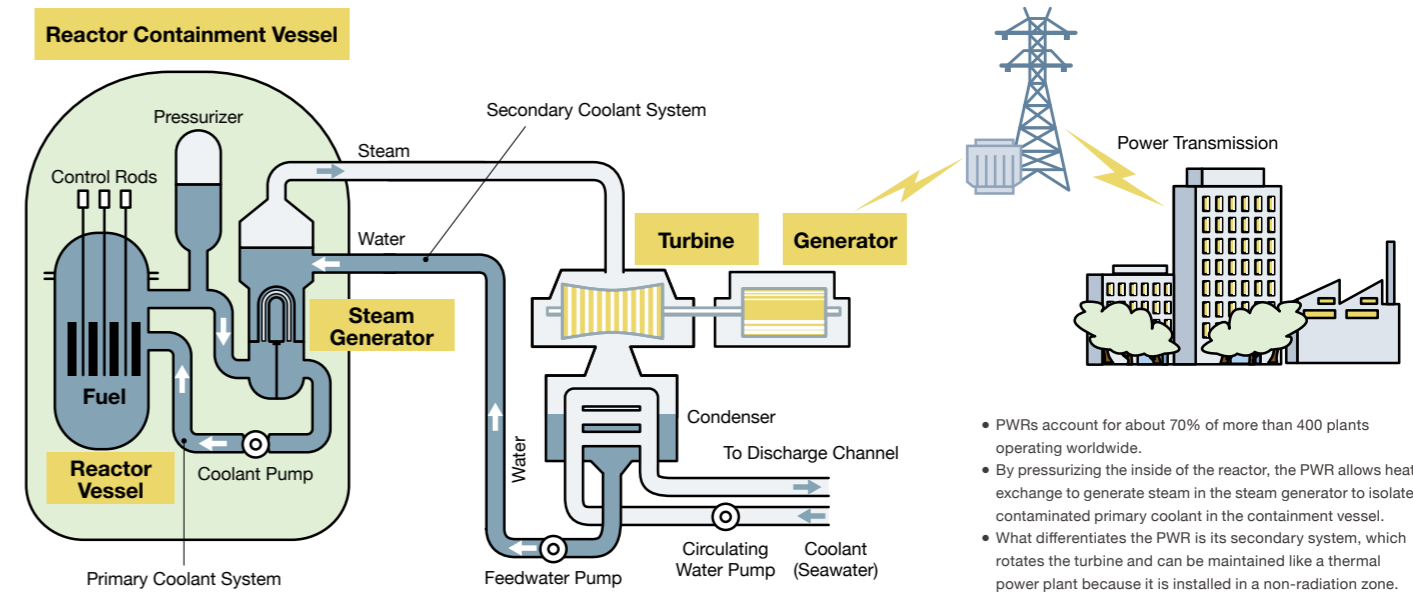 Reactor Containment Vessel
Pressurizer
Control Rods
Steam
Secondary Coolant System
Water
Power Transmission
Turbine
Generator
Steam
Generator
Fuel
Reactor
Vessel
Coolant Pump
Primary Coolant System
Water
Condenser
To Discharge Channel
Feedwater Pump
Circulating
Water Pump
Coolant
(Seawater)
• PWRs account for about 70% of more than 400 plants
operating worldwide.
• By pressurizing the inside of the reactor, the PWR allows heat
exchange to generate steam in the steam generator to isolate
contaminated primary coolant in the containment vessel.
• What differentiates the PWR is its secondary system, which
rotates the turbine and can be maintained like a thermal
power plant because it is installed in a non-radiation zone.